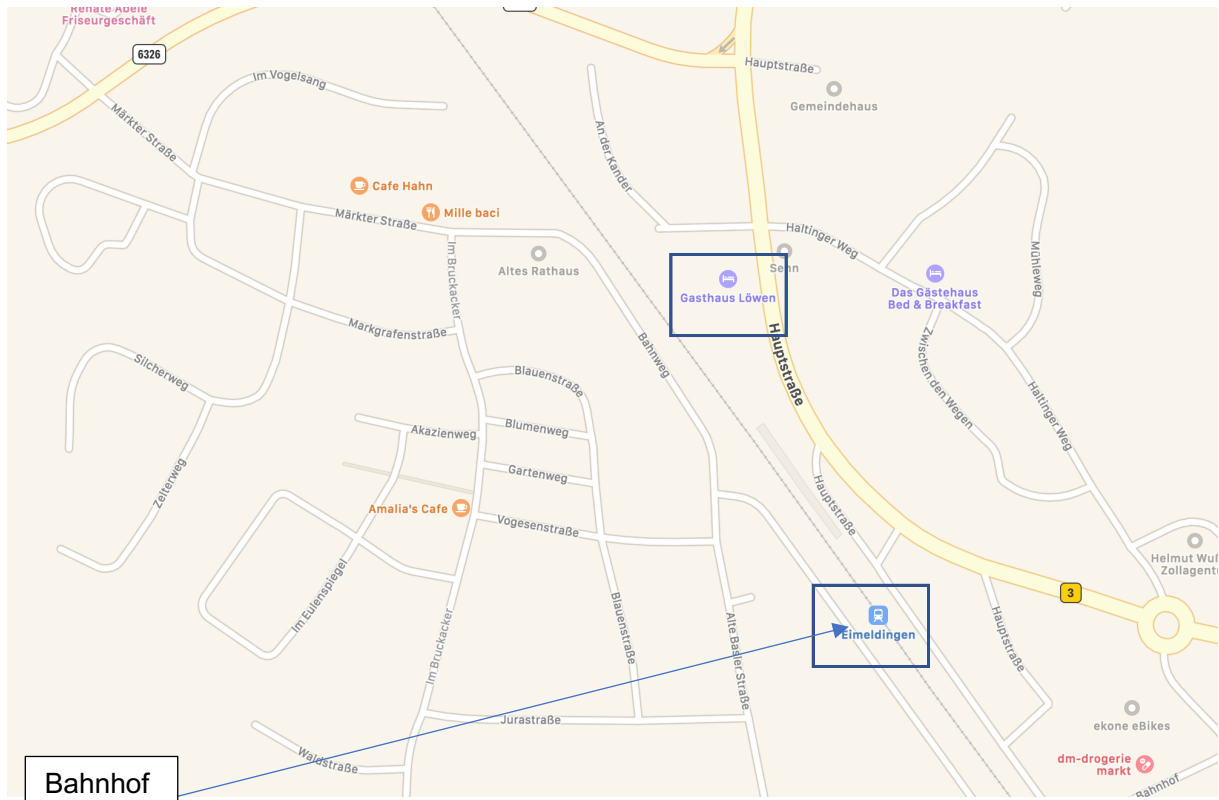 Renate Abele
Friseurgeschäft
6326
Im Vogelsang
Hauptstraße
Gemeindehaus
Märkter Straße
An der Kander
Cafe Hahn
Mille baci
Märkter Straße
Altes Rathaus
Im Bruckacker
Haltinger Weg
Senn
Gasthaus Löwen
Das Gästehaus
Bed & Breakfast
Mühleweg
Markgrafenstraße
Bahnweg
Hauptstraße
Zwischen den Wegen
Silcherweg
Blauenstraße
Haltinger Weg
Akazienweg
Blumenweg
Gartenweg
Zelterweg
Amalia's Cafe
Vogesenstraße
Hauptstraße
Helmut Wuß
Zollagentu
3
Im Eulenspiegel
Blauenstraße
Alte Basler Straße
Eimeldingen
Hauptstraße
Im Bruckacker
Jurastraße
ekone eBikes
Waldstraße
dm-drogerie
markt
Bahnhof
Bahnhof